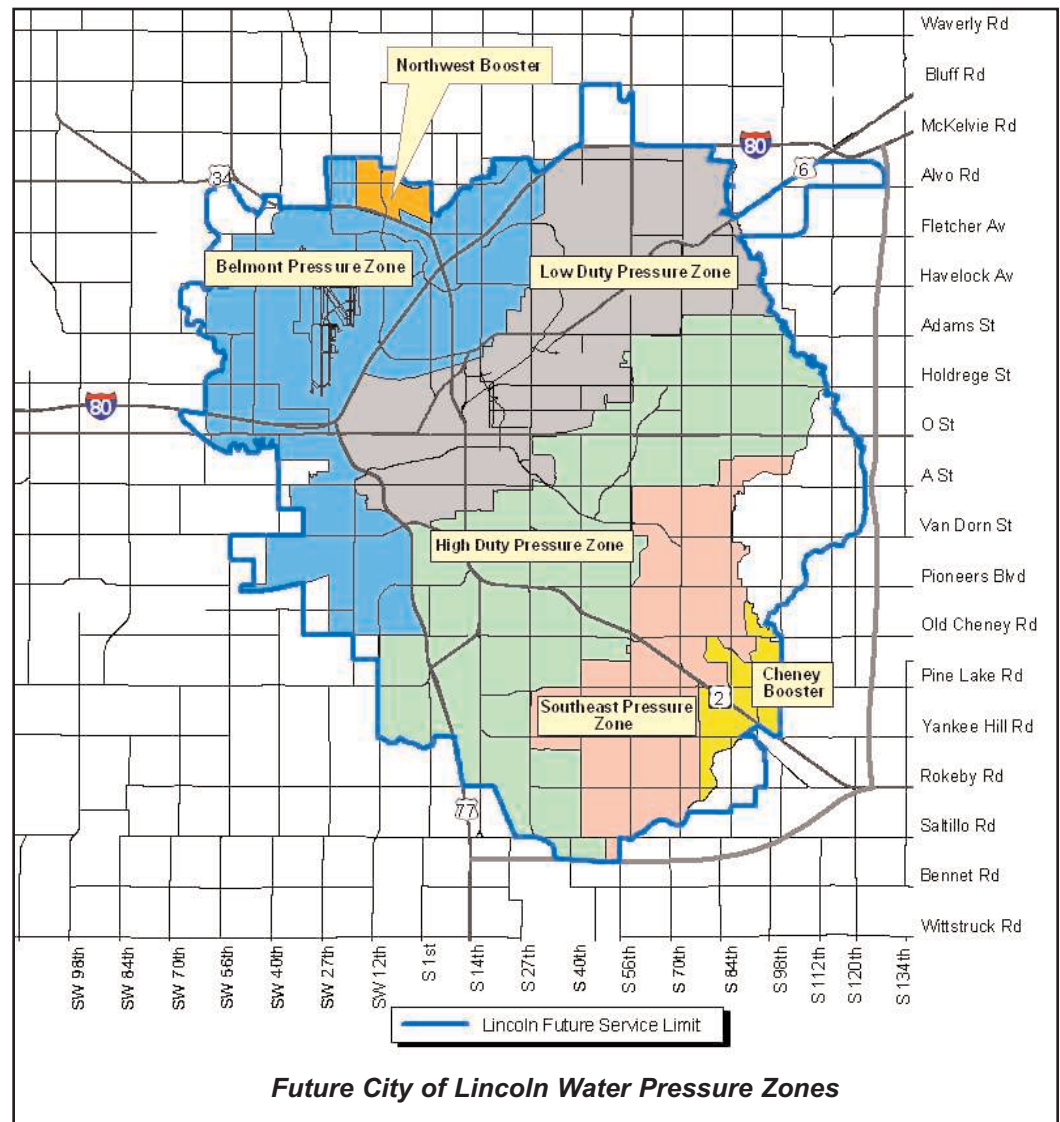 Waverly Rd
Northwest Booster
Bluff Rd
McKelvie Rd
80
6
34
Alvo Rd
Fletcher Av
Belmont Pressure Zone
Low Duty Pressure Zone
Havelock Av
Adams St
Holdrege St
80
O St
A St
Van Dorn St
High Duty Pressure Zone
Pioneers Blvd
Old Cheney Rd
Cheney
Booster
Pine Lake Rd
2
Southeast Pressure
Zone
Yankee Hill Rd
Rokeby Rd
77
Saltillo Rd
Bennet Rd
Wittstruck Rd
SW 98th
SW 84th
SW 70th
SW 56th
SW 40th
SW 27th
SW 12th
S 1st
S 14th
S 27th
S 40th
S 56th
S 70th
S 84th
S 98th
S 112th
S 120th
S 134th
Lincoln Future Service Limit
Future City of Lincoln Water Pressure Zones